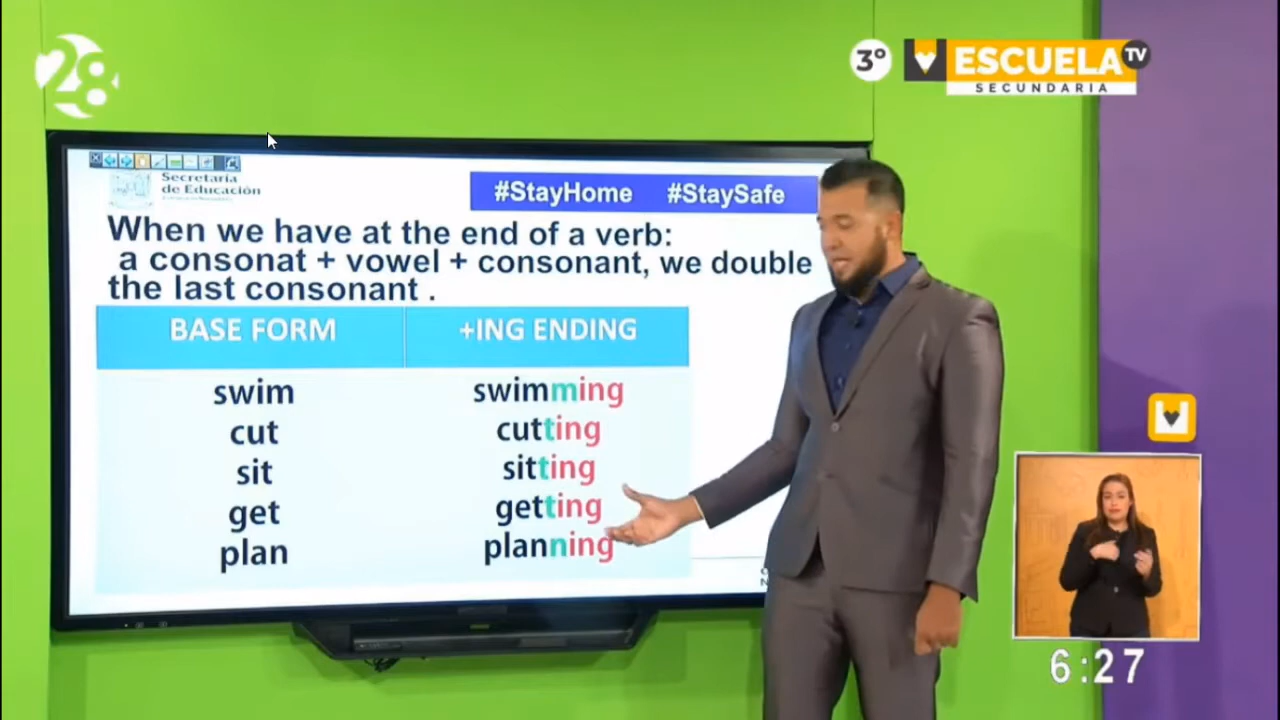 28
3º
ESCUELA TV
SECUNDARIA
Secretaría
de Educación
#StayHome #StaySafe
When we have at the end of a verb:
a consonat + vowel + consonant, we double
the last consonant .
BASE FORM +ING ENDING
swim swimming
cut cutting
sit sitting
get getting
plan planning
6:27